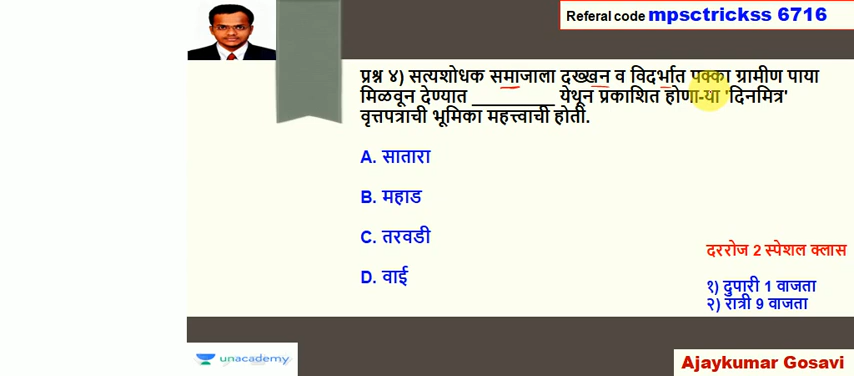 Referal code mpsctrickss 6716
प्रश्न ४) सत्यशोधक समाजाला दख्खन व विदर्भात पक्का ग्रामीण पाया
मिळवून देण्यात _________ येथून प्रकाशित होणा-या 'दिनमित्र'
वृत्तपत्राची भूमिका महत्त्वाची होती.
A. सातारा
B. महाड
C. तरवडी
D. वाई
दररोज 2 स्पेशल क्लास
१) दुपारी 1 वाजता
२) रात्री 9 वाजता
unacademy
Ajaykumar Gosavi